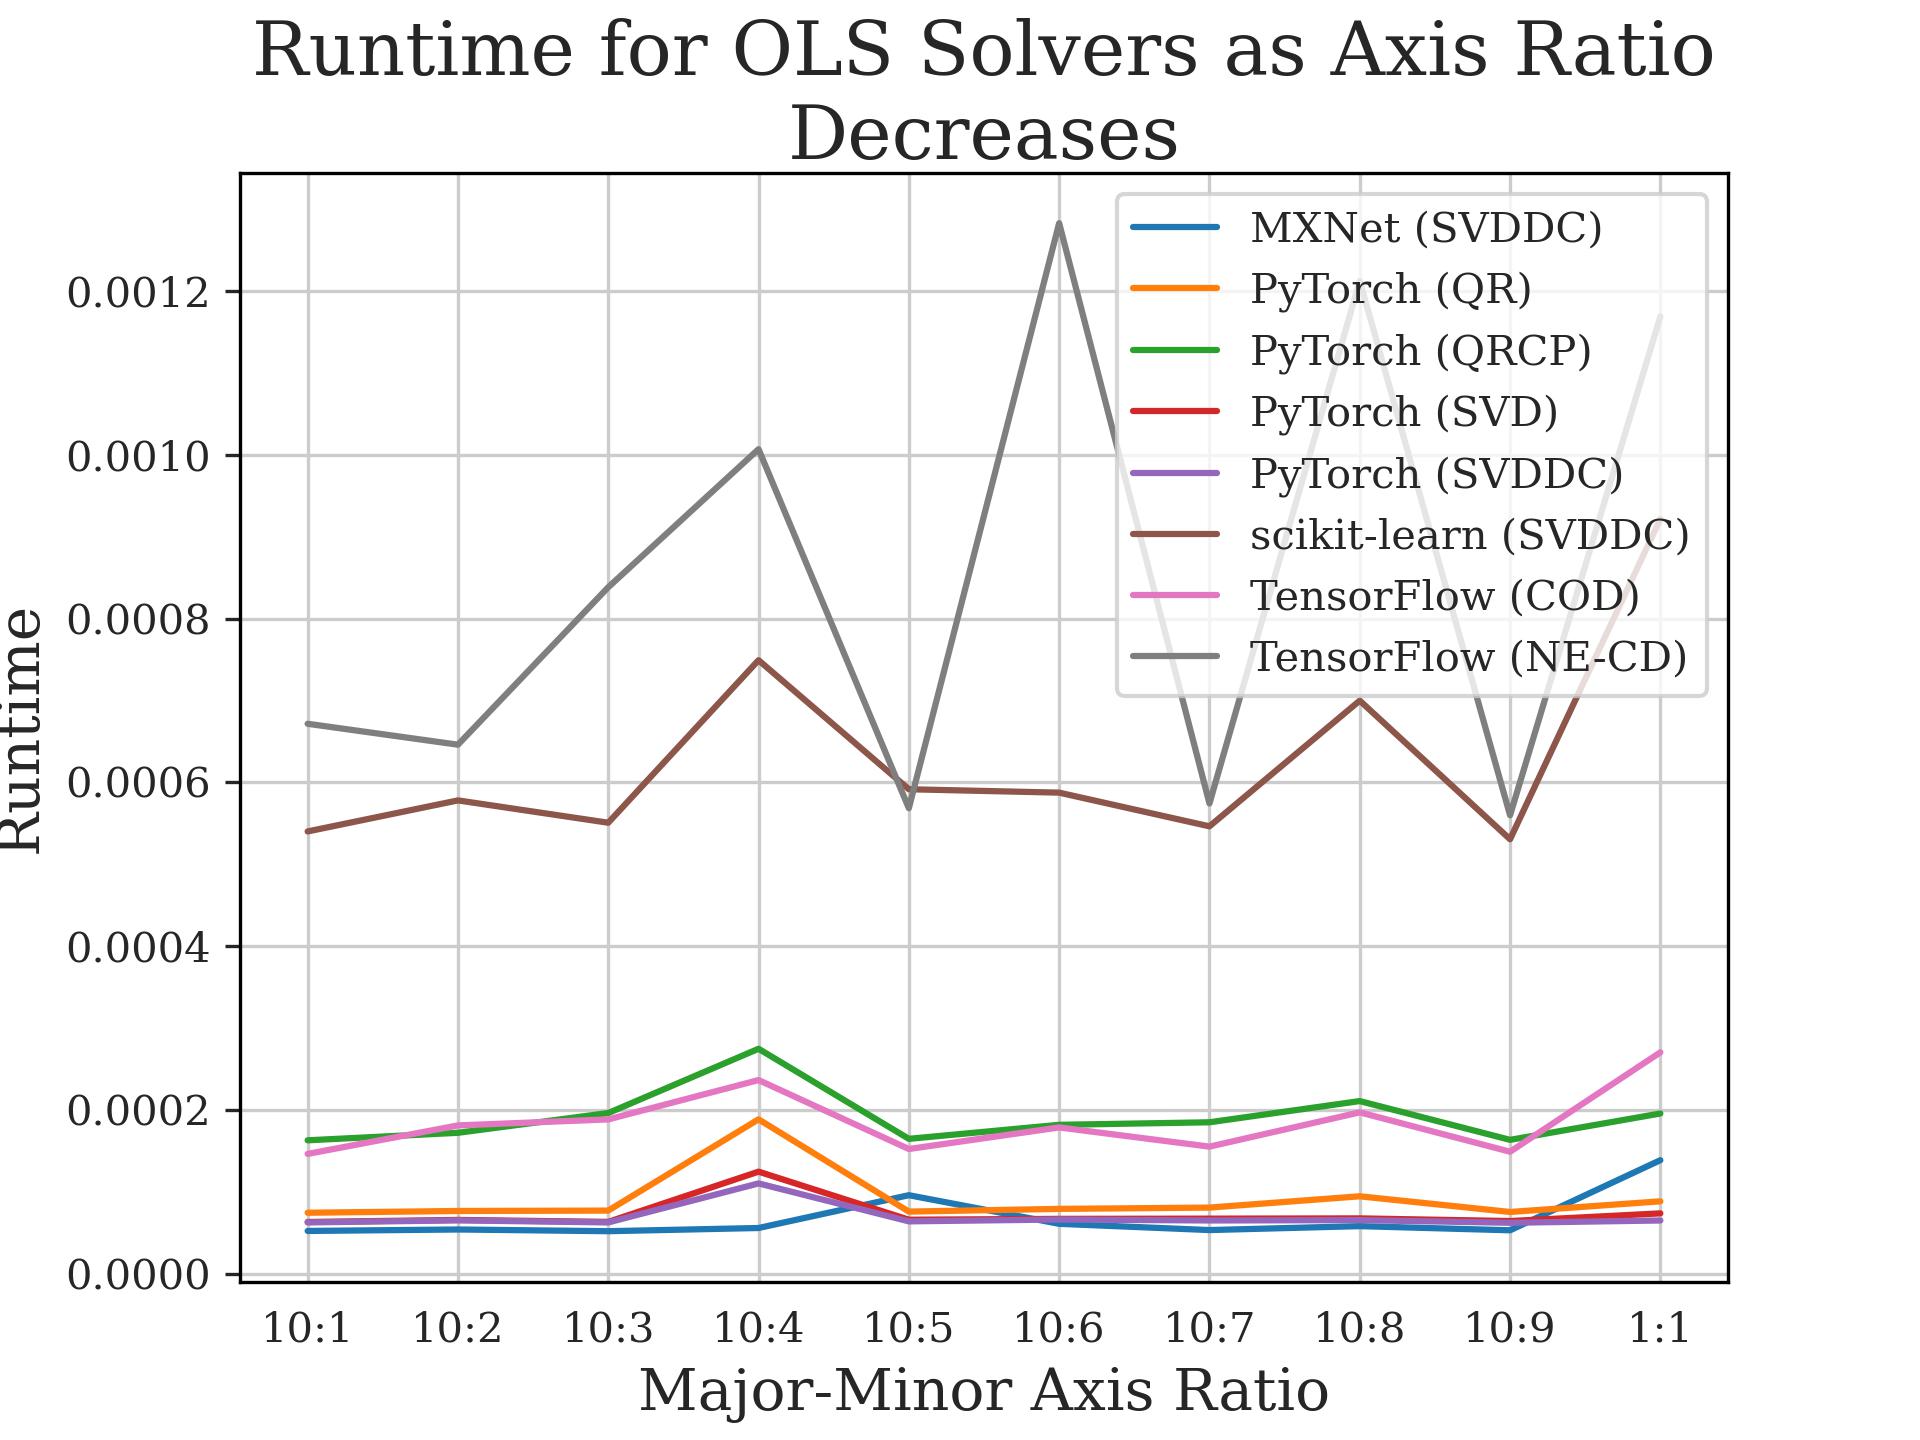 Runtime for OLS Solvers as Axis Ratio
Decreases
MXNet (SVDDC)
PyTorch (QR)
PyTorch (QRCP)
PyTorch (SVD)
PyTorch (SVDDC)
scikit-learn (SVDDC)
TensorFlow (COD)
TensorFlow (NE-CD)
Runtime
0.0012
0.0010
0.0008
0.0006
0.0004
0.0002
0.0000
10:1 10:2 10:3 10:4 10:5 10:6 10:7 10:8 10:9 1:1
Major-Minor Axis Ratio